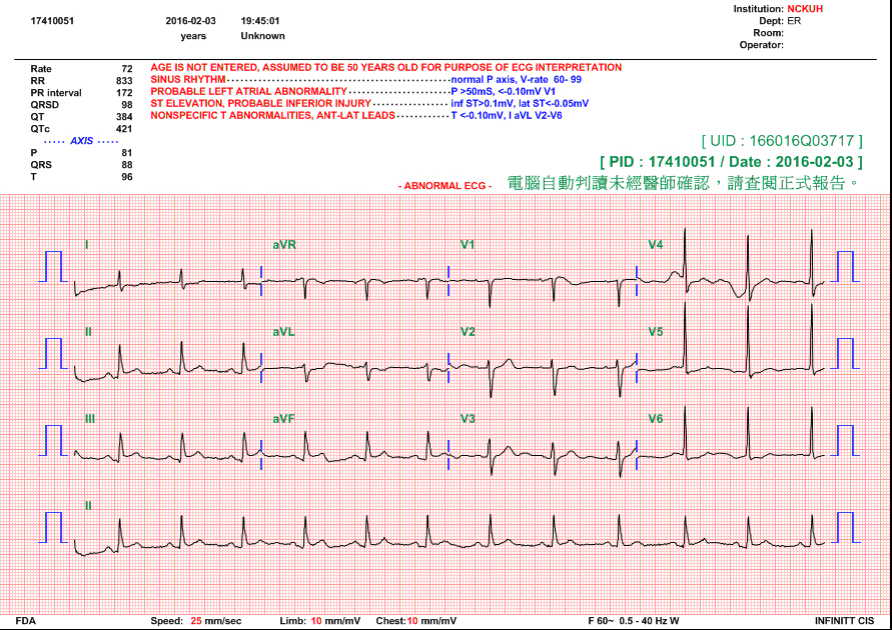 Institution: NCKUH
17410051 2016-02-03 19:45:01 Dept: ER
years Unknown Room:
Operator:
Rate 72 AGE IS NOT ENTERED, ASSUMED TO BE 50 YEARS OLD FOR PURPOSE OF ECG INTERPRETATION
RR 833 SINUS RHYTHM - - - - - - - - - - - - - - - - - - - - normal P axis, V-rate 60- 99
PR interval 172 PROBABLE LEFT ATRIAL ABNORMALITY - - - - - - - - - - P >50mS, <-0.10mV V1
QRSD 98 ST ELEVATION, PROBABLE INFERIOR INJURY - - - - - - - - inf ST>0.1mV, lat ST<-0.05mV
QT 384 NONSPECIFIC T ABNORMALITIES, ANT-LAT LEADS - - - - - - T <-0.10mV, I aVL V2-V6
QTc 421
----- AXIS -----
[ UID : 166016Q03717 ]
P 81
QRS 88 [ PID : 17410051 / Date : 2016-02-03 ]
T 96
- ABNORMAL ECG - 電腦自動判讀未經醫師確認，請查閱正式報告。
I aVR V1 V4
II aVL V2 V5
III aVF V3 V6
II
FDA Speed: 25 mm/sec Limb: 10 mm/mV Chest: 10 mm/mV F 60~ 0.5 - 40 Hz W INFINITT CIS